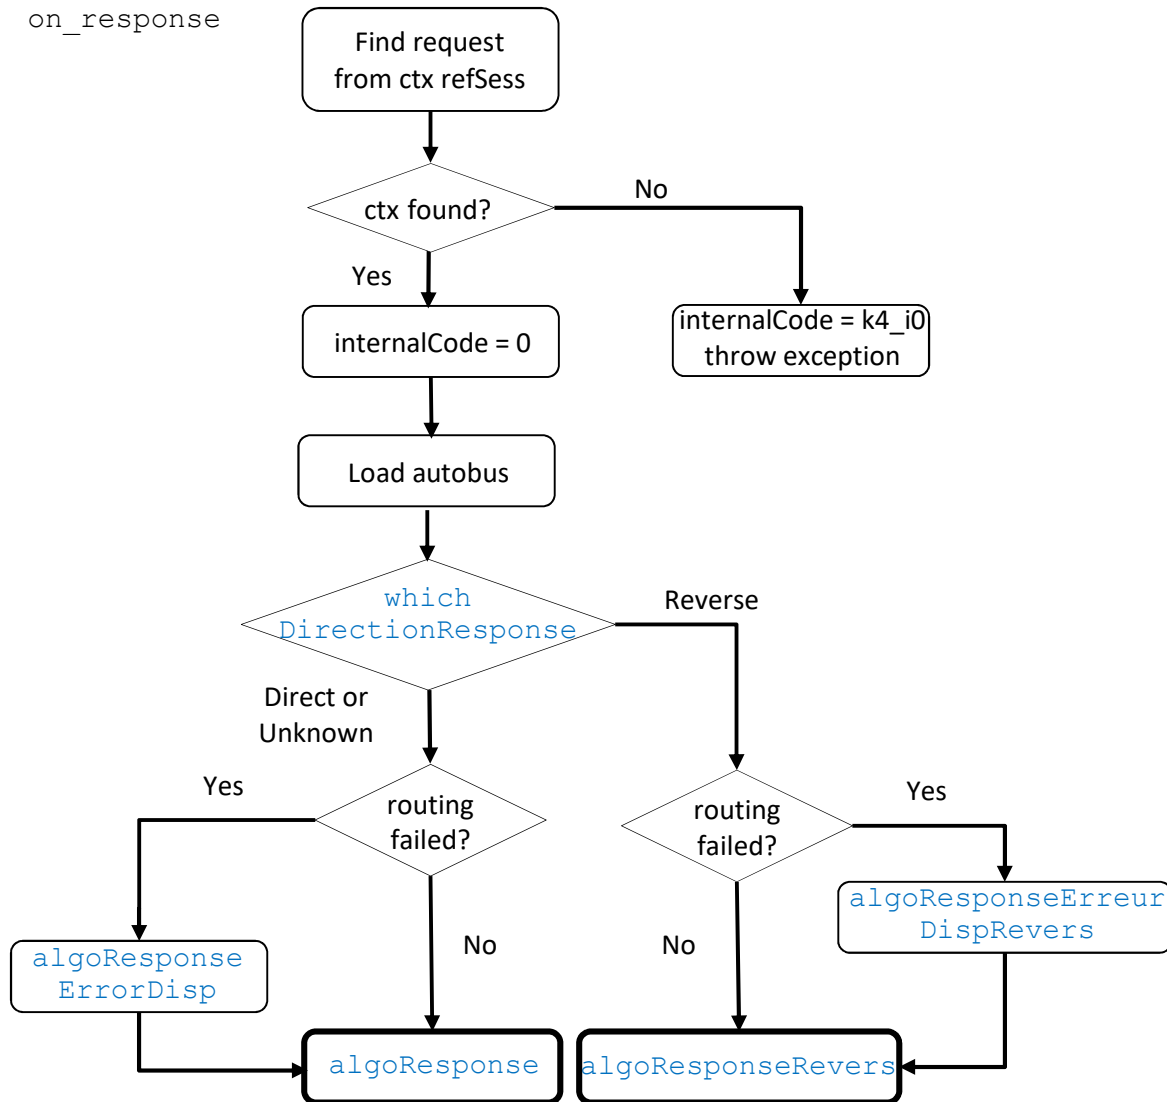 on_response
Find request
from ctx refSess
ctx found?
No
Yes
internalCode = 0
internalCode = k4_i0
throw exception
Load autobus
which
DirectionResponse
Reverse
Direct or
Unknown
Yes
routing
failed?
routing
failed?
Yes
No
No
algoResponseErreur
DispRevers
algoResponse
ErrorDisp
algoResponse
algoResponseRevers